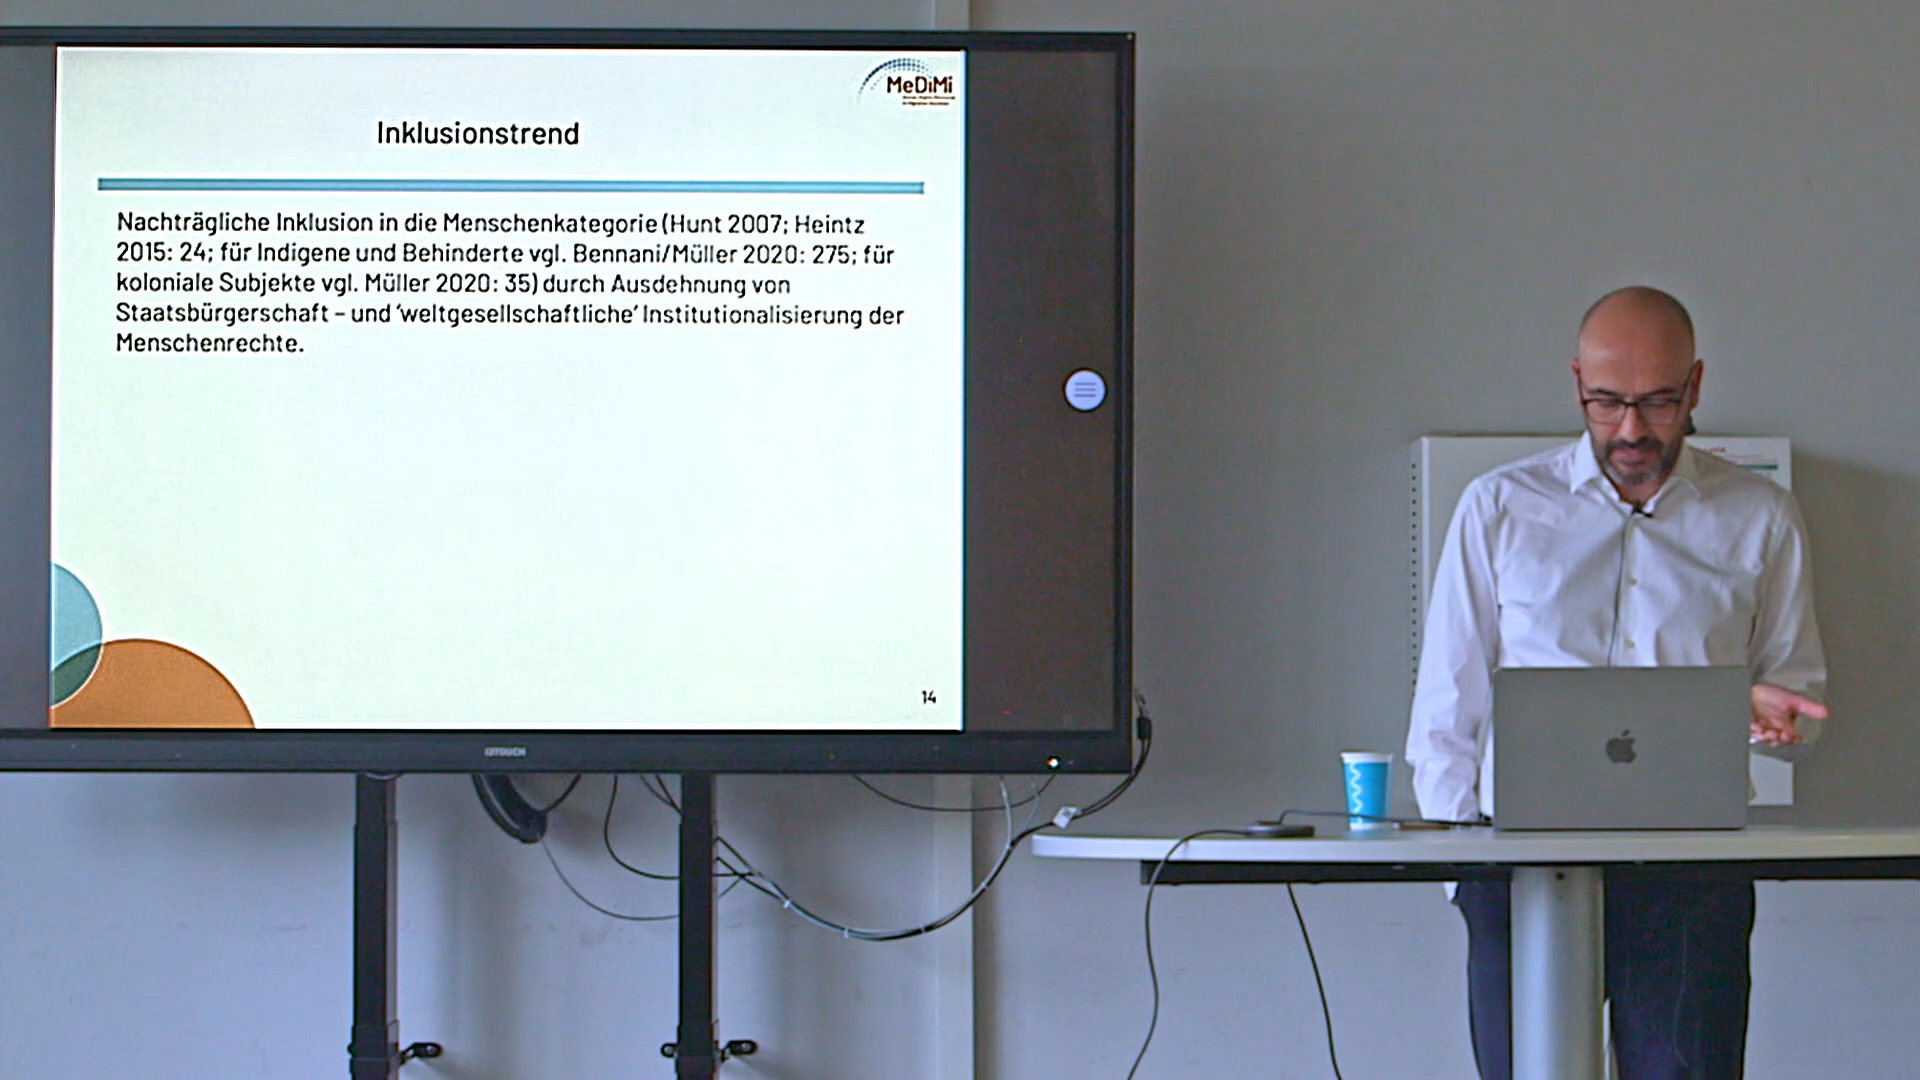 MeDiMi
Inklusionstrend
Nachträgliche Inklusion in die Menschenkategorie (Hunt 2007; Heintz
2015: 24; für Indigene und Behinderte vgl. Bennani/Müller 2020: 275; für
koloniale Subjekte vgl. Müller 2020: 35) durch Ausdehnung von
Staatsbürgerschaft – und ‘weltgesellschaftliche’ Institutionalisierung der
Menschenrechte.
14